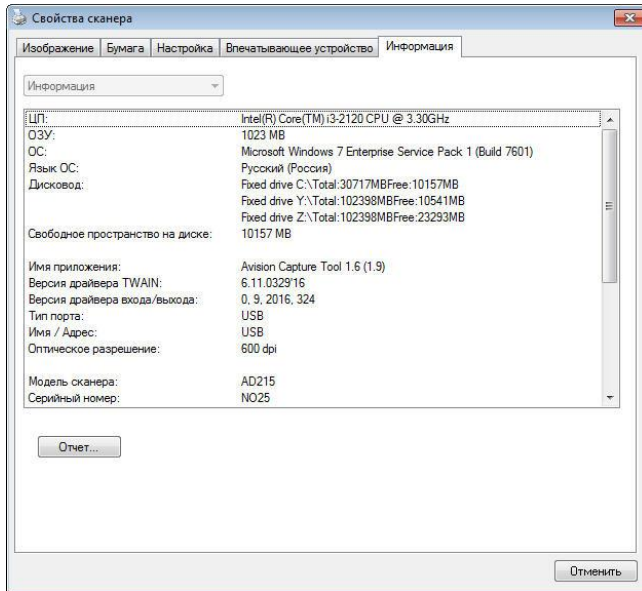 Свойства сканера
Изображение Бумага Настройка Впечатывающее устройство Информация
Информация
ЦП: Intel(R) Core(TM) i3-2120 CPU @ 3.30GHz
ОЗУ: 1023 MB
ОС: Microsoft Windows 7 Enterprise Service Pack 1 (Build 7601)
Язык ОС: Русский (Россия)
Дисковод: Fixed drive C:\Total:30717MBFree:10157MB
Fixed drive Y:\Total:102398MBFree:10541MB
Fixed drive Z:\Total:102398MBFree:23293MB
Свободное пространство на диске: 10157 MB
Имя приложения: Avision Capture Tool 1.6 (1.9)
Версия драйвера TWAIN: 6.11.0329'16
Версия драйвера входа/выхода: 0, 9, 2016, 324
Тип порта: USB
Имя / Адрес: USB
Оптическое разрешение: 600 dpi
Модель сканера: AD215
Серийный номер: NO25
Отчет...
Отменить